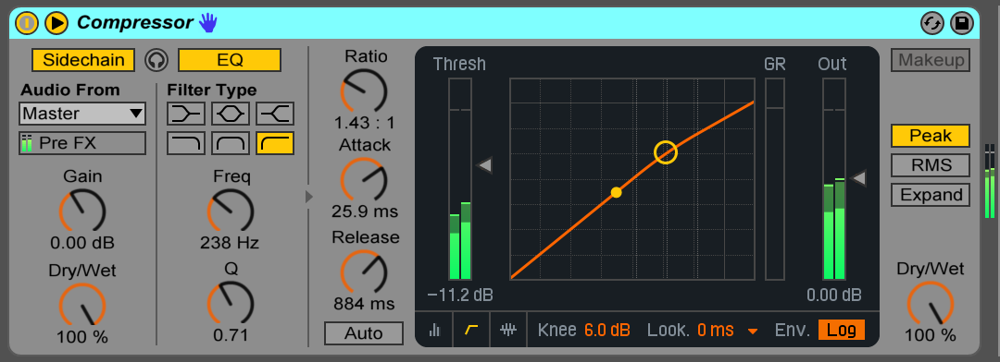 Compressor
Sidechain
EQ
Audio From
Master
Pre FX
Gain
0.00 dB
Dry/Wet
100 %
Filter Type
Freq
238 Hz
Q
0.71
Ratio
1.43 : 1
Attack
25.9 ms
Release
884 ms
Auto
Thresh
-11.2 dB
GR
Out
0.00 dB
Knee 6.0 dB Look. 0 ms Env. Log
Makeup
Peak
RMS
Expand
Dry/Wet
100 %